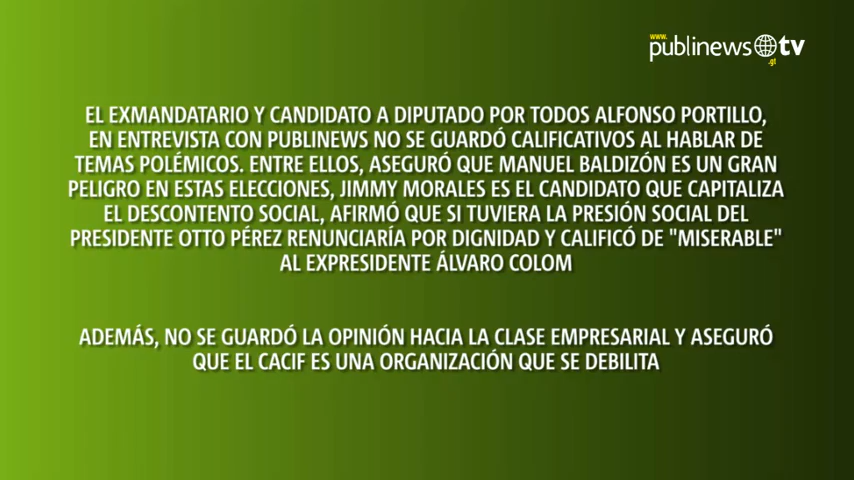 www.
publinews tv
.gt
EL EXMANDATARIO Y CANDIDATO A DIPUTADO POR TODOS ALFONSO PORTILLO,
EN ENTREVISTA CON PUBLINEWS NO SE GUARDÓ CALIFICATIVOS AL HABLAR DE
TEMAS POLÉMICOS. ENTRE ELLOS, ASEGURÓ QUE MANUEL BALDIZÓN ES UN GRAN
PELIGRO EN ESTAS ELECCIONES, JIMMY MORALES ES EL CANDIDATO QUE CAPITALIZA
EL DESCONTENTO SOCIAL, AFIRMÓ QUE SI TUVIERA LA PRESIÓN SOCIAL DEL
PRESIDENTE OTTO PÉREZ RENUNCIARÍA POR DIGNIDAD Y CALIFICÓ DE "MISERABLE"
AL EXPRESIDENTE ÁLVARO COLOM
ADEMÁS, NO SE GUARDÓ LA OPINIÓN HACIA LA CLASE EMPRESARIAL Y ASEGURÓ
QUE EL CACIF ES UNA ORGANIZACIÓN QUE SE DEBILITA